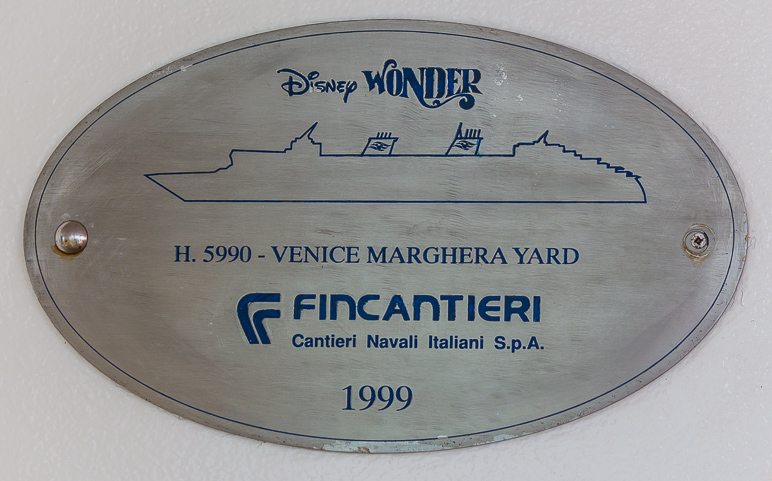 Disney WONDER
H. 5990 - VENICE MARGHERA YARD
FINCANTIERI
Cantieri Navali Italiani S.p.A.
1999